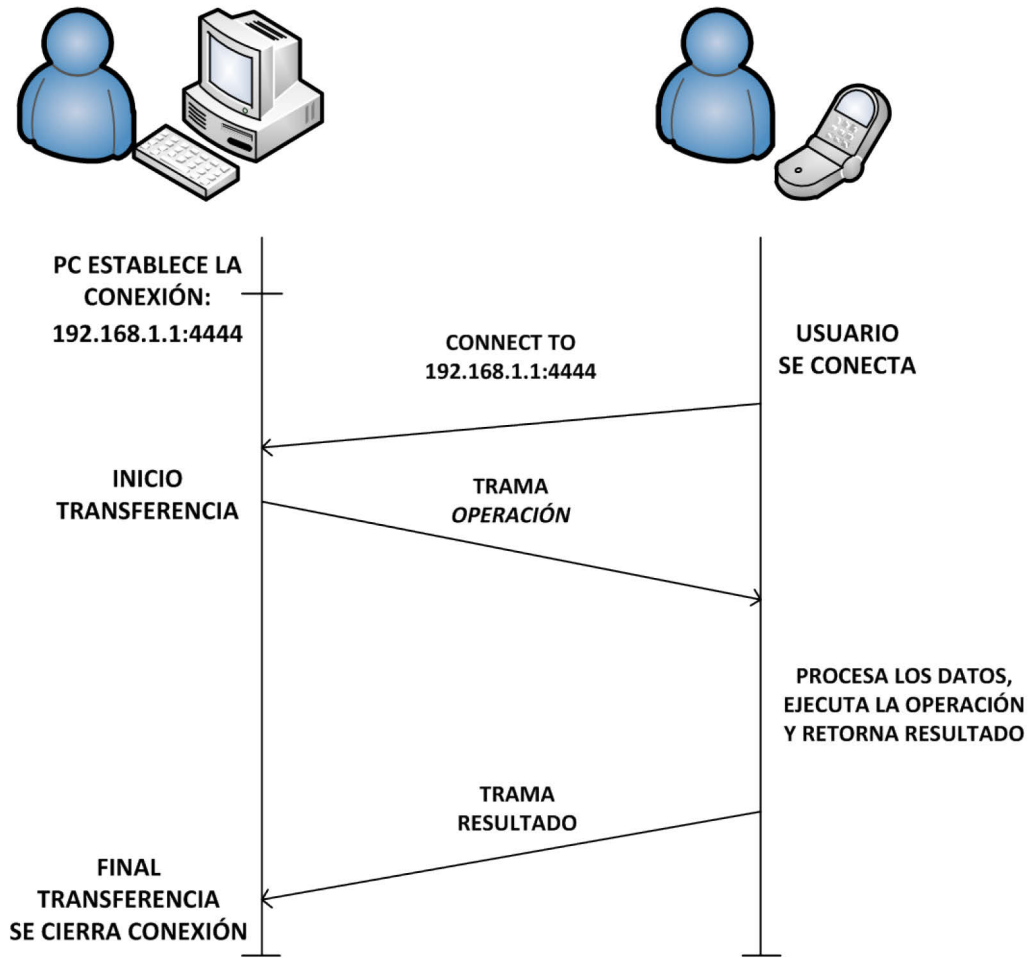 PC ESTABLECE LA
CONEXIÓN:
192.168.1.1:4444
CONNECT TO
192.168.1.1:4444
USUARIO
SE CONECTA
INICIO
TRANSFERENCIA
TRAMA
OPERACIÓN
PROCESA LOS DATOS,
EJECUTA LA OPERACIÓN
Y RETORNA RESULTADO
TRAMA
RESULTADO
FINAL
TRANSFERENCIA
SE CIERRA CONEXIÓN